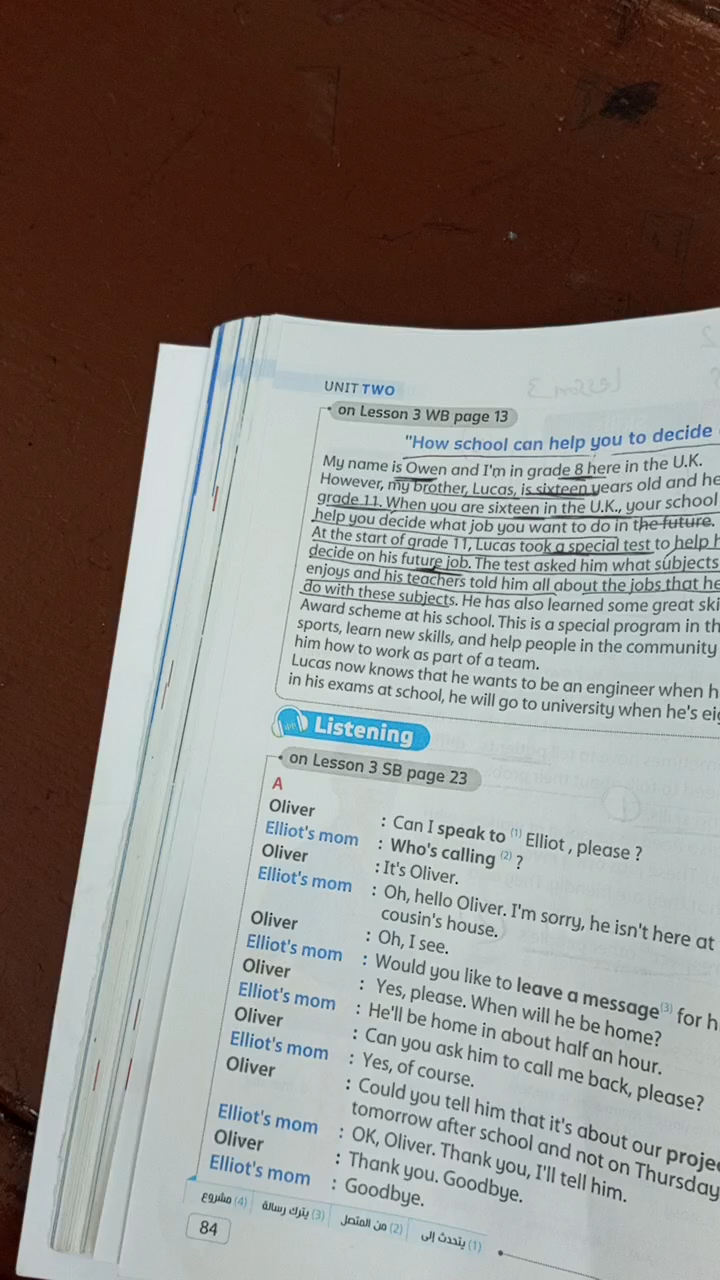 UNIT TWO
on Lesson 3 WB page 13
"How school can help you to decide
My name is Owen and I'm in grade 8 here in the U.K.
However, my brother, Lucas, is sixteen years old and he
grade 11. When you are sixteen in the U.K., your school
help you decide what job you want to do in the future.
At the start of grade 11, Lucas took a special test to help
decide on his future job. The test asked him what subjects
enjoys and his teachers told him all about the jobs that he
do with these subjects. He has also learned some great
Award scheme at his school. This is a special program in
sports, learn new skills, and help people in the community
him how to work as part of a team.
Lucas now knows that he wants to be an engineer when
in his exams at school, he will go to university when he's
Listening
on Lesson 3 SB page 23
A
Oliver : Can I speak to (1) Elliot , please ?
Elliot's mom : Who's calling (2) ?
Oliver : It's Oliver.
Elliot's mom : Oh, hello Oliver. I'm sorry, he isn't here at
cousin's house.
Oliver : Oh, I see.
Elliot's mom : Would you like to leave a message (3) for
Oliver : Yes, please. When will he be home?
Elliot's mom : He'll be home in about half an hour.
Oliver : Can you ask him to call me back, please?
Elliot's mom : Yes, of course.
Oliver : Could you tell him that it's about our
tomorrow after school and not on Thursday
Elliot's mom : OK, Oliver. Thank you, I'll tell him.
Oliver : Thank you. Goodbye.
Elliot's mom : Goodbye.
(1) يتحدث إلى (2) من المتصل (3) يترك رسالة (4) مشروع
84